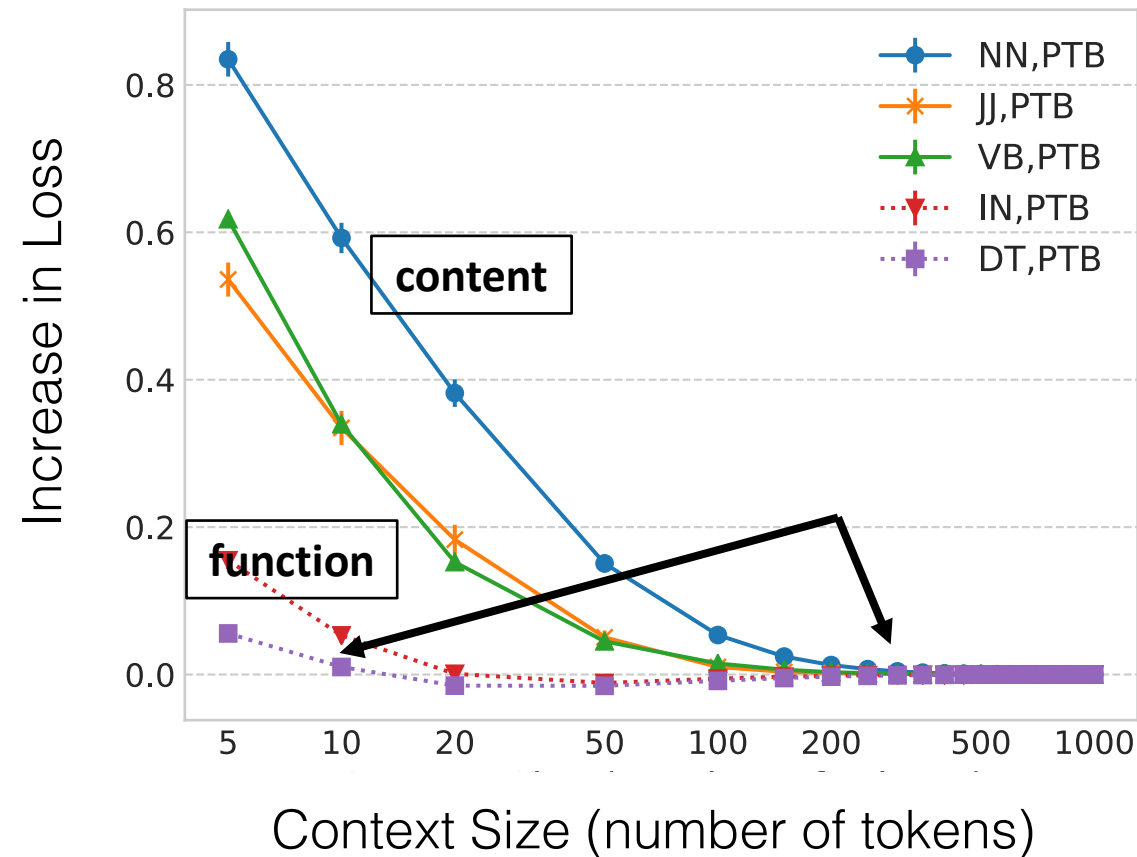 Increase in Loss
0.8
0.6
0.4
0.2
0.0
NN,PTB
JJ,PTB
VB,PTB
IN,PTB
DT,PTB
content
function
5 10 20 50 100 200 500 1000
Context Size (number of tokens)